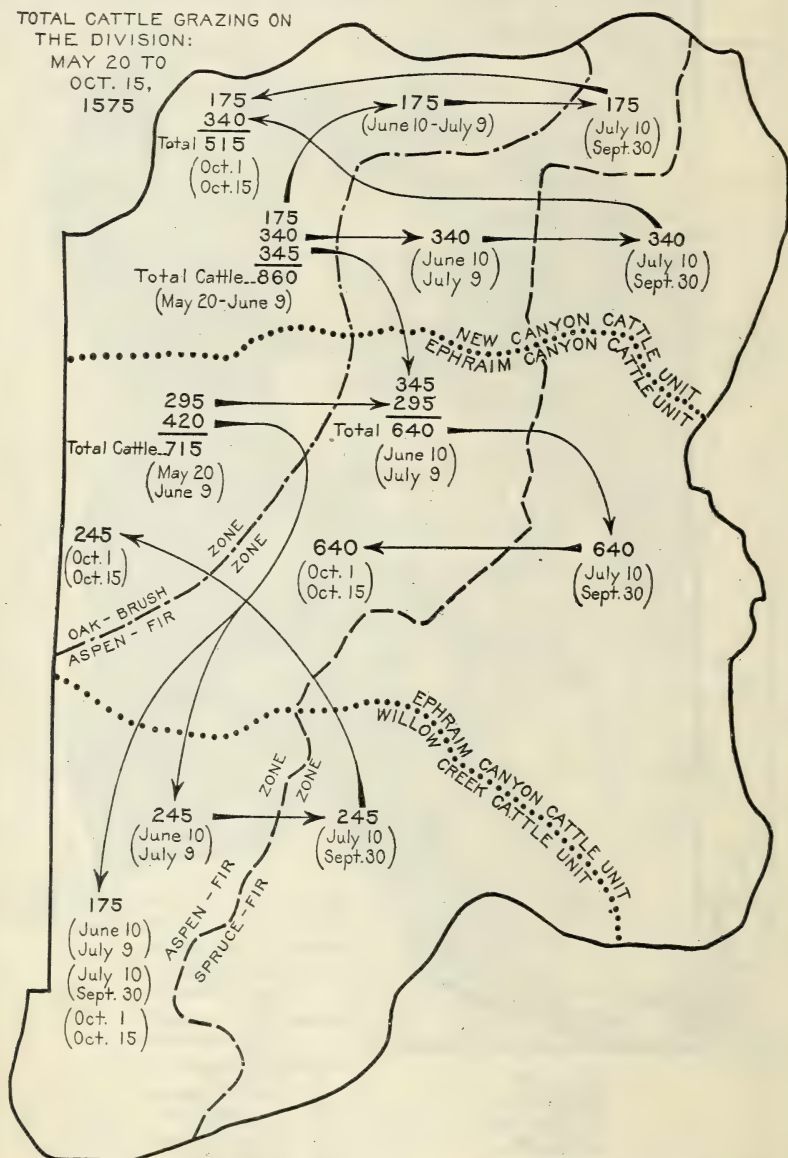 TOTAL CATTLE GRAZING ON
THE DIVISION:
MAY 20 TO
OCT. 15,
1575
175
340
Total 515
(Oct. 1
Oct. 15)
175
(June 10-July 9)
175
(July 10
Sept. 30)
175
340
345
Total Cattle__860
(May 20-June 9)
340
(June 10
July 9)
340
(July 10
Sept. 30)
NEW CANYON CATTLE UNIT
EPHRAIM CANYON CATTLE UNIT
295
420
Total Cattle__715
(May 20
June 9)
345
295
Total 640
(June 10
July 9)
245
(Oct. 1
Oct. 15)
640
(Oct. 1
Oct. 15)
640
(July 10
Sept. 30)
OAK-BRUSH ZONE
ASPEN-FIR ZONE
EPHRAIM CANYON CATTLE UNIT
WILLOW CREEK CATTLE UNIT
245
(June 10
July 9)
245
(July 10
Sept. 30)
ASPEN-FIR ZONE
SPRUCE-FIR ZONE
175
(June 10
July 9)
(July 10
Sept. 30)
(Oct. 1
Oct. 15)